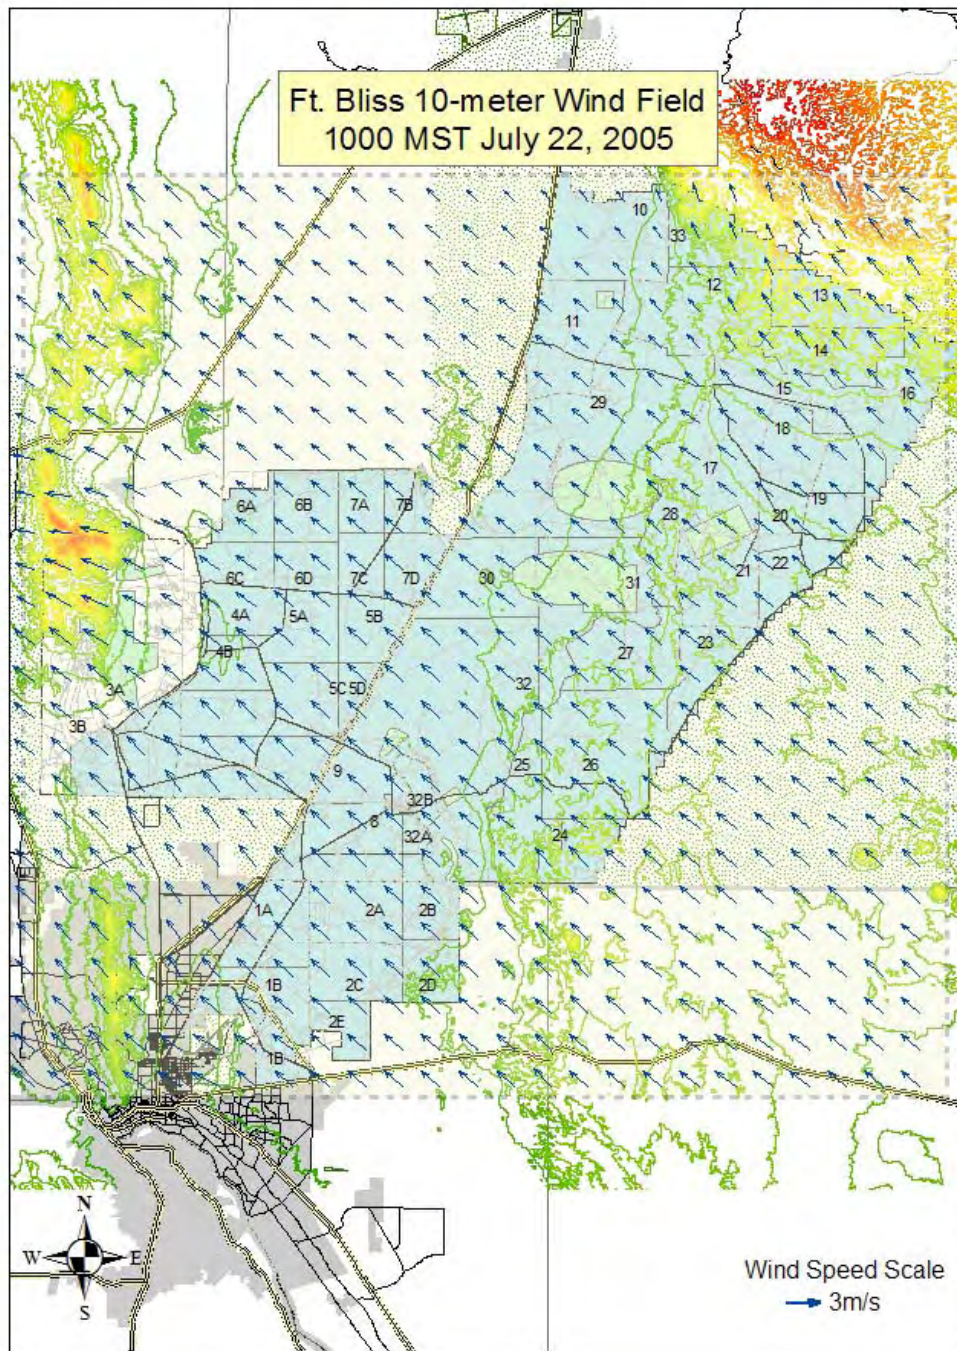 Ft. Bliss 10-meter Wind Field
1000 MST July 22, 2005
10
33
12
13
11
14
15
16
29
18
17
6A
6B
7A
7B
19
28
20
22
21
6C
6D
7C
7D
30
31
4A
5A
5B
4B
23
27
3A
5C
5D
32
3B
9
25
26
32B
8
32A
24
1A
2A
2B
1B
2C
2D
2E
1B
N
W
E
S
Wind Speed Scale
3m/s